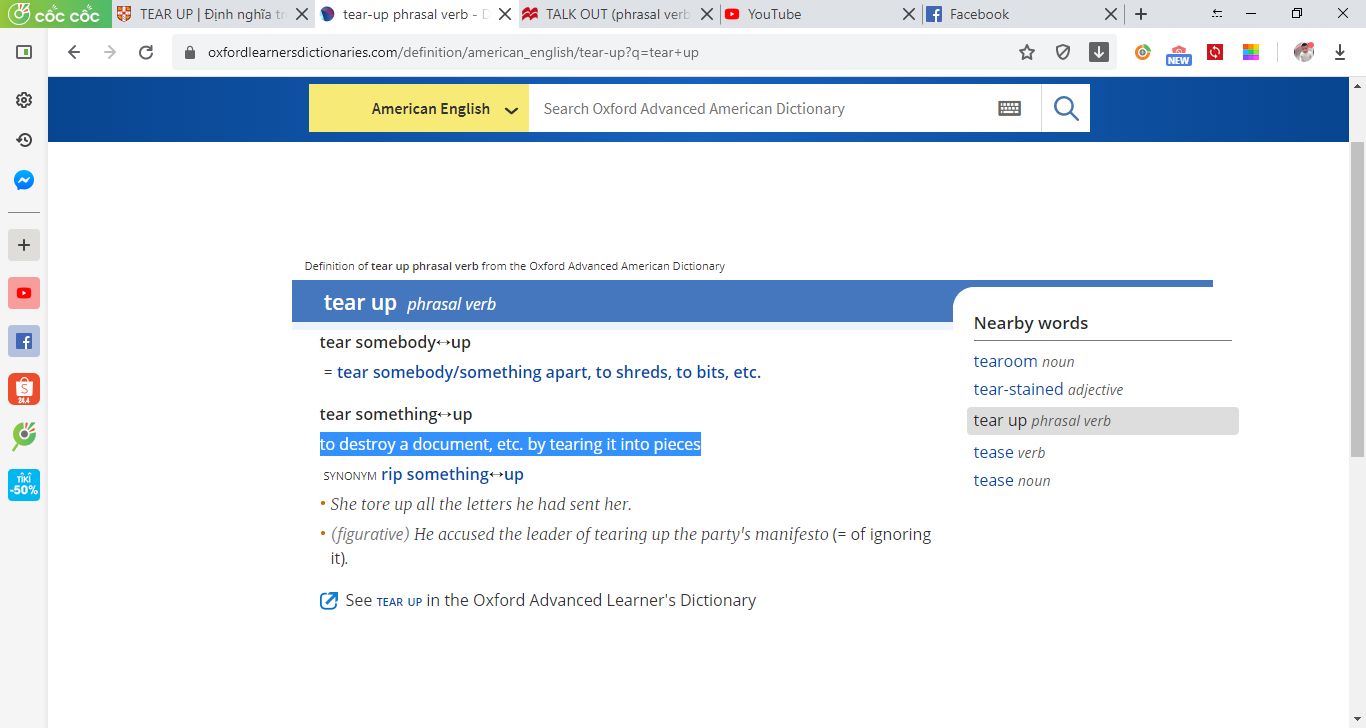 cốc cốc
TEAR UP | Định nghĩa tr
tear-up phrasal verb - D
TALK OUT (phrasal verb
YouTube
Facebook
oxfordlearnersdictionaries.com/definition/american_english/tear-up?q=tear+up
NEW
American English
Search Oxford Advanced American Dictionary
Definition of tear up phrasal verb from the Oxford Advanced American Dictionary
tear up phrasal verb
tear somebody↔up
= tear somebody/something apart, to shreds, to bits, etc.
tear something↔up
to destroy a document, etc. by tearing it into pieces
SYNONYM rip something↔up
• She tore up all the letters he had sent her.
• (figurative) He accused the leader of tearing up the party's manifesto (= of ignoring
it).
See TEAR UP in the Oxford Advanced Learner's Dictionary
Nearby words
tearoom noun
tear-stained adjective
tear up phrasal verb
tease verb
tease noun
S
24.4
TIKI
-50%